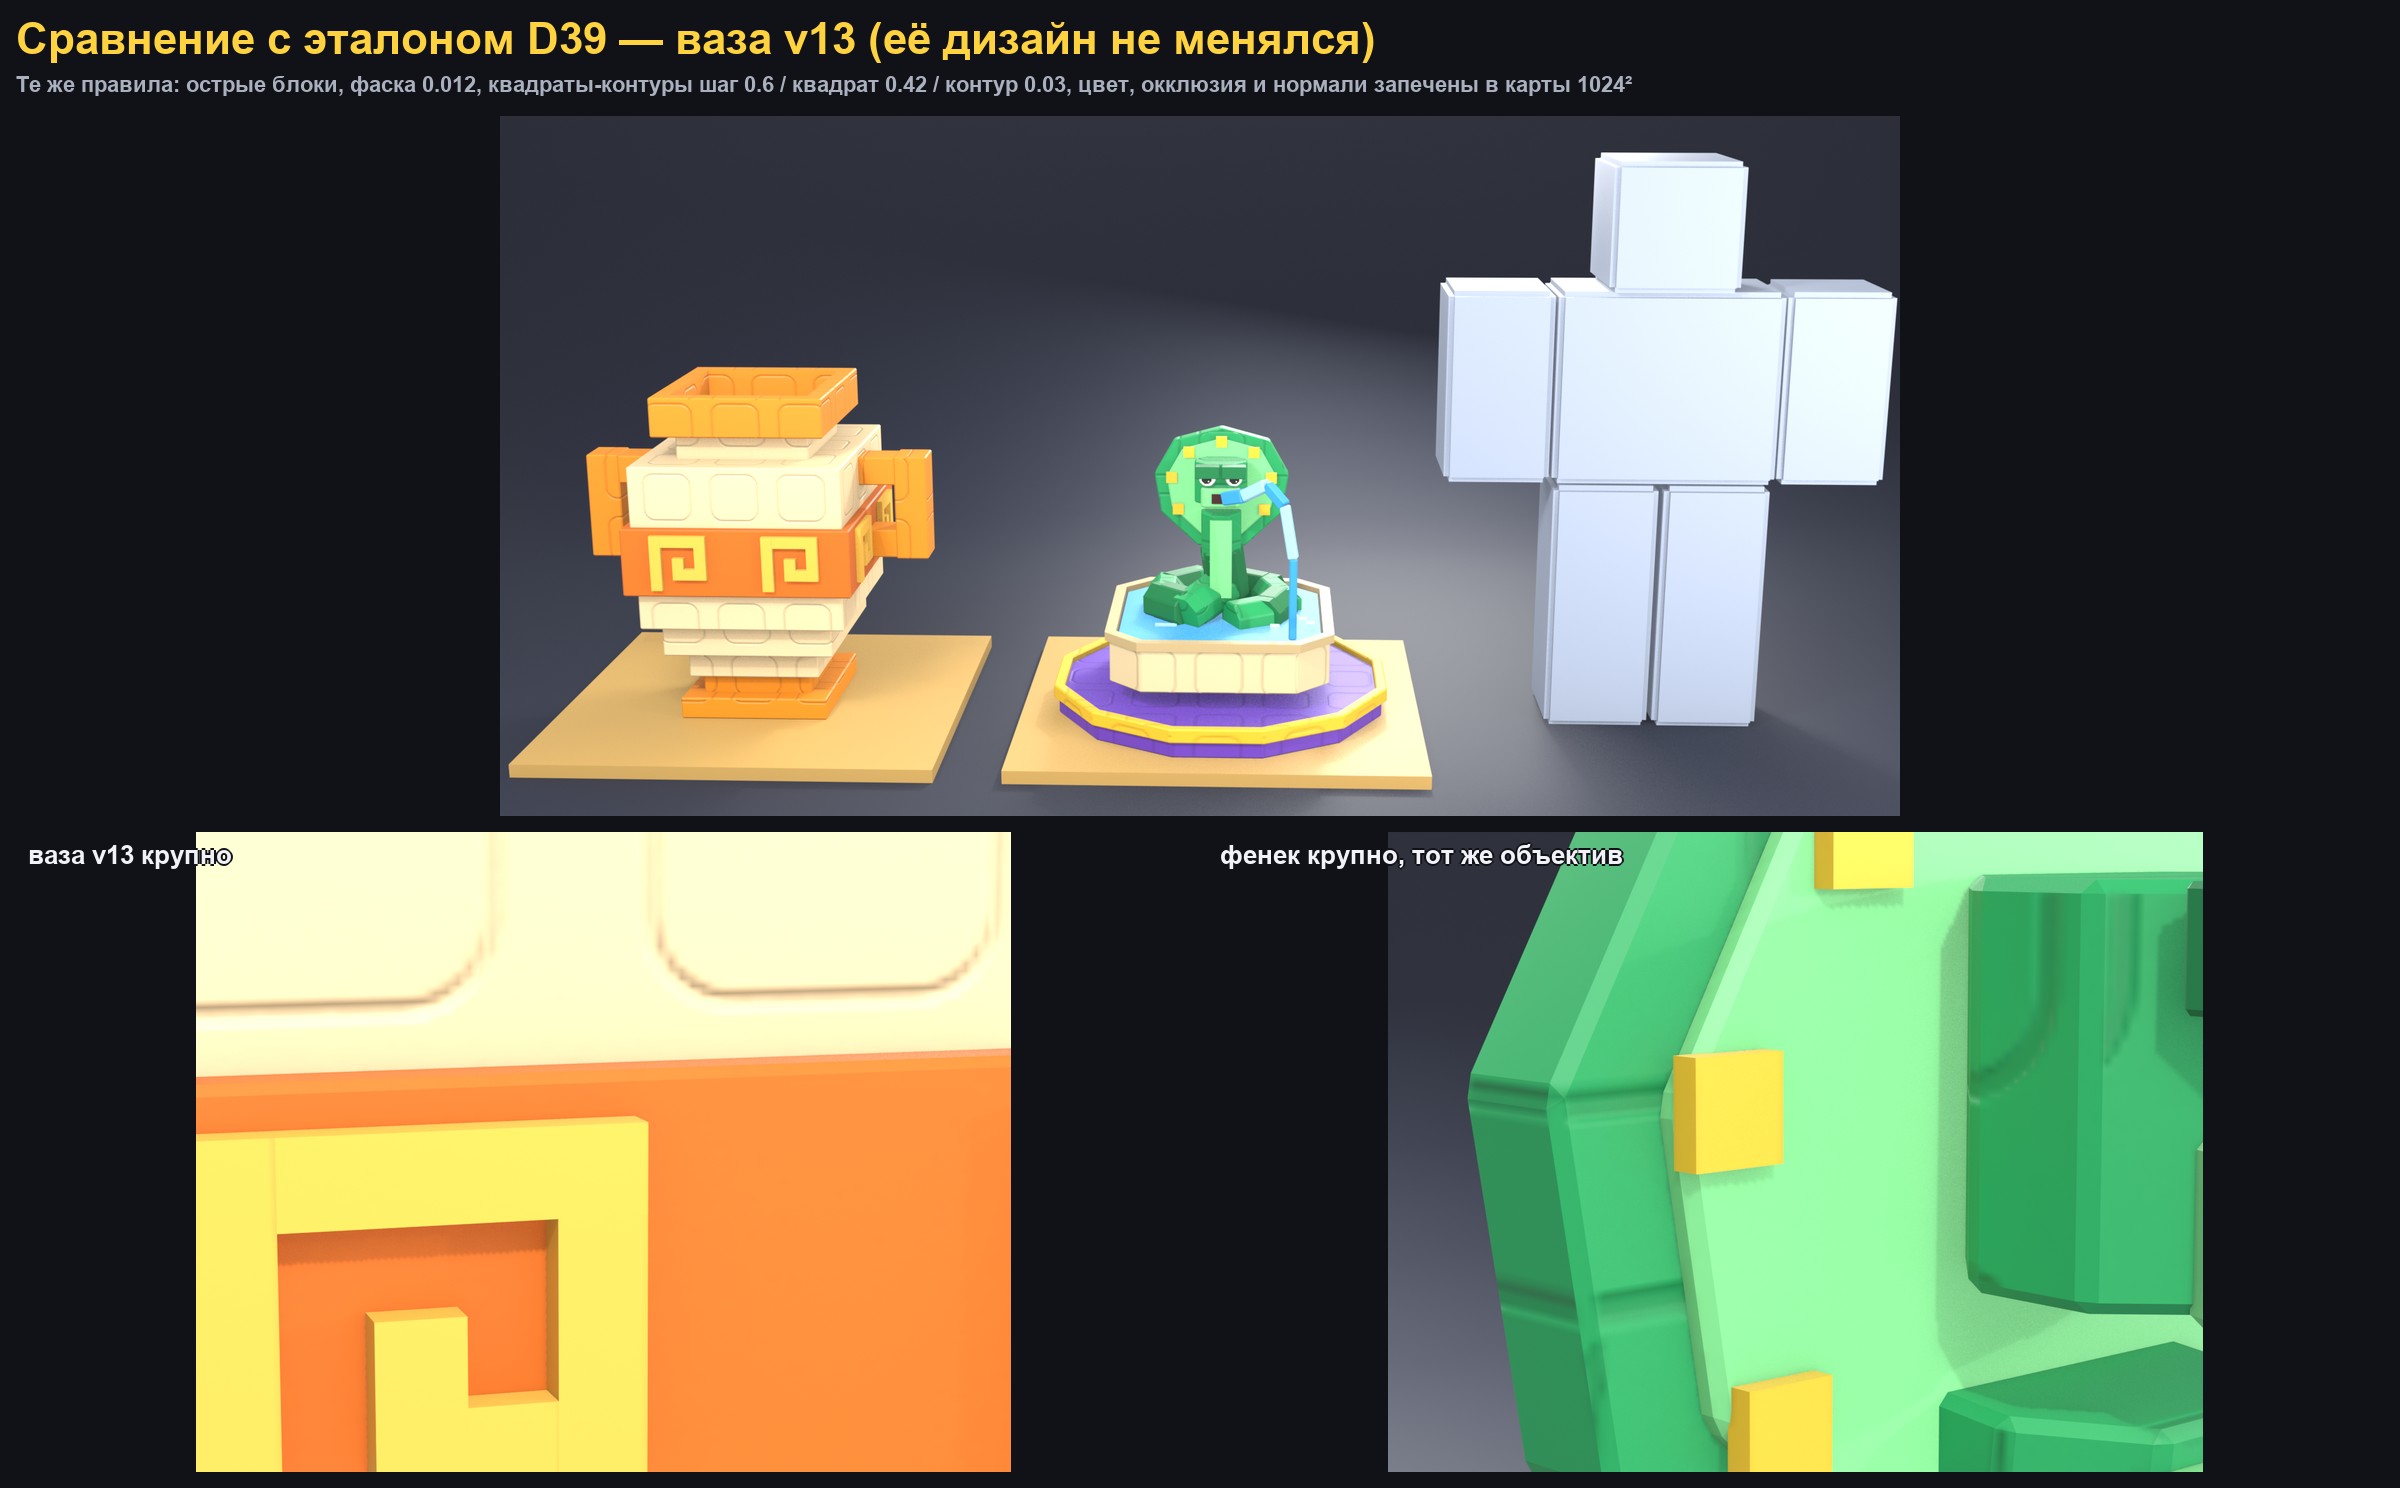 Сравнение с эталоном D39 — ваза v13 (её дизайн не менялся)
Те же правила: острые блоки, фаска 0.012, квадраты-контуры шаг 0.6 / квадрат 0.42 / контур 0.03, цвет, окклюзия и нормали запечены в карты 1024²
ваза v13 крупно
фенек крупно, тот же объектив